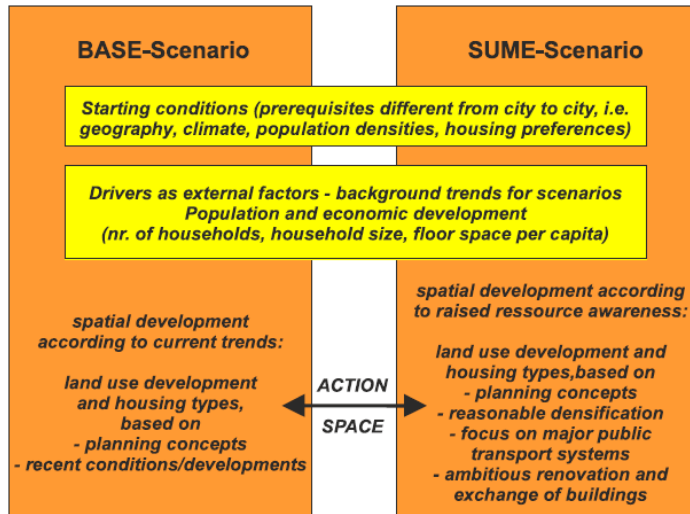 BASE-Scenario
SUME-Scenario
Starting conditions (prerequisites different from city to city, i.e.
geography, climate, population densities, housing preferences)
Drivers as external factors - background trends for scenarios
Population and economic development
(nr. of households, household size, floor space per capita)
spatial development
according to current trends:
land use development
and housing types,
based on
- planning concepts
- recent conditions/developments
ACTION
SPACE
spatial development according
to raised ressource awareness:
land use development and
housing types,based on
- planning concepts
- reasonable densification
- focus on major public
transport systems
- ambitious renovation and
exchange of buildings